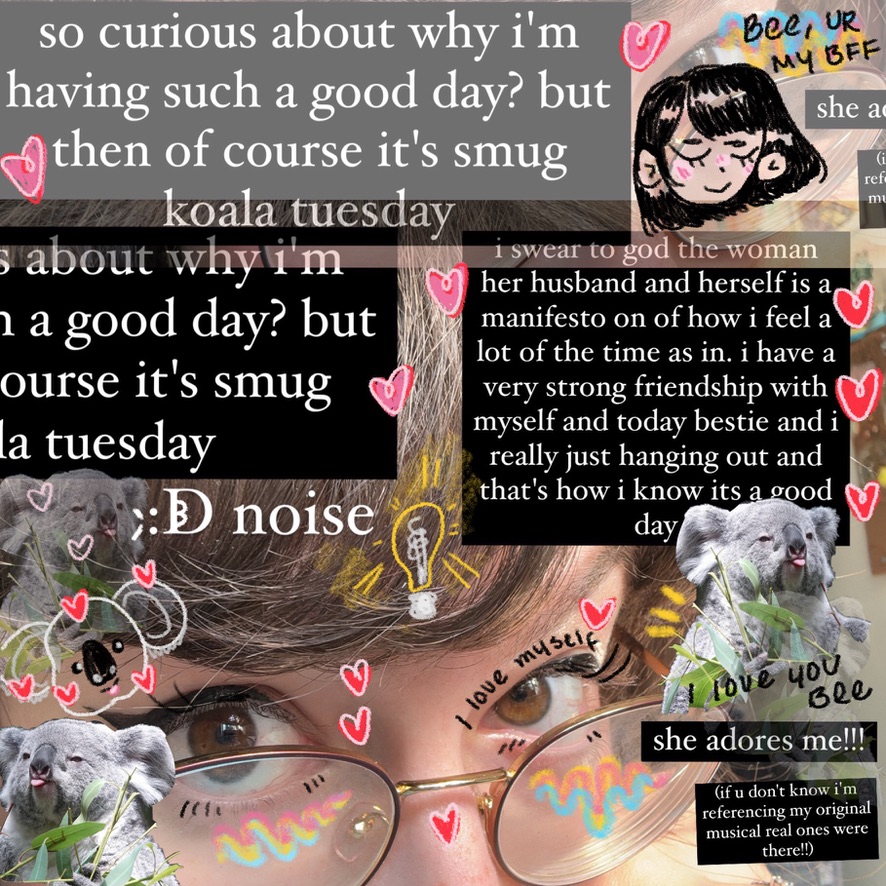 so curious about why i'm
having such a good day? but
then of course it's smug
koala tuesday
BEE, UR
MY BFF
she ad
(i
refe
mu
s about why i'm
n a good day? but
ourse it's smug
la tuesday
;:D noise
i swear to god the woman
her husband and herself is a
manifesto on of how i feel a
lot of the time as in. i have a
very strong friendship with
myself and today bestie and i
really just hanging out and
that's how i know its a good
day
I love myself
I love you
Bee
she adores me!!!
(if u don't know i'm
referencing my original
musical real ones were
there!!)